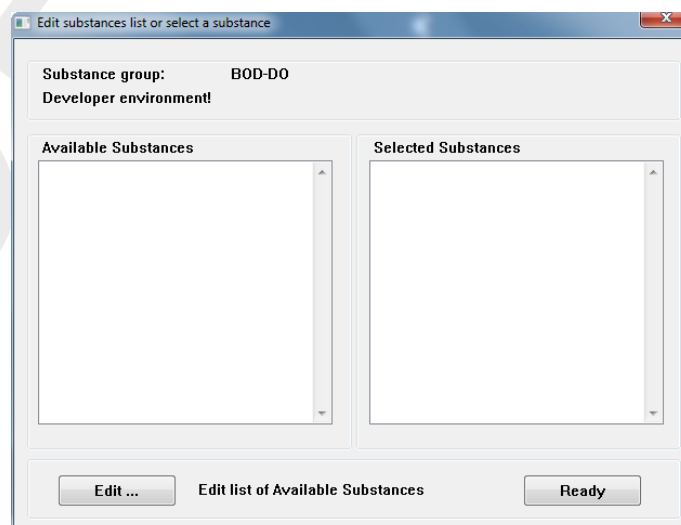 Edit substances list or select a substance
Substance group: BOD-DO
Developer environment!
Available Substances
Selected Substances
Edit ...
Edit list of Available Substances
Ready